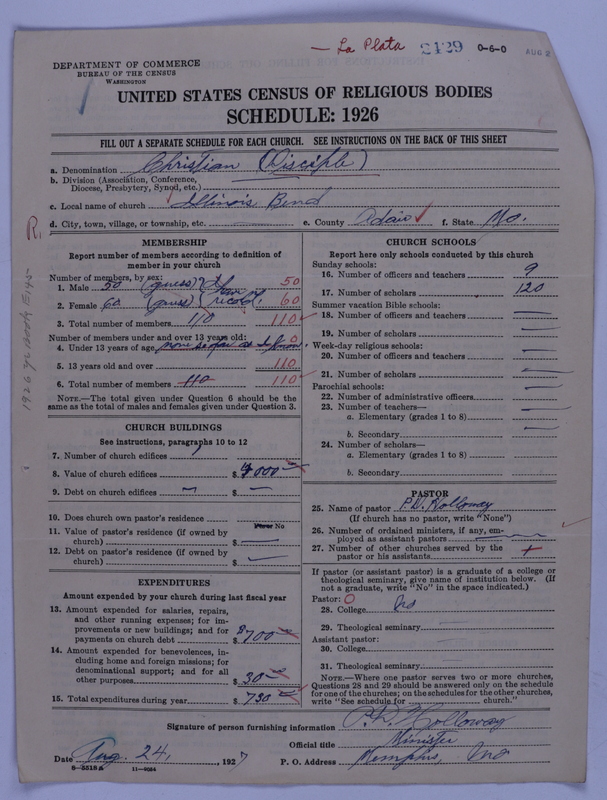 La Plata 2429 0-6-0 AUG 2
DEPARTMENT OF COMMERCE
BUREAU OF THE CENSUS
WASHINGTON
UNITED STATES CENSUS OF RELIGIOUS BODIES
SCHEDULE: 1926
FILL OUT A SEPARATE SCHEDULE FOR EACH CHURCH. SEE INSTRUCTIONS ON THE BACK OF THIS SHEET
a. Denomination Christian (Disciple)
b. Division (Association, Conference,
Diocese, Presbytery, Synod, etc.)
c. Local name of church Illinois Bend
d. City, town, village, or township, etc. e. County Adair f. State Mo.
R.
1926 yr book
MEMBERSHIP
Report number of members according to definition of
member in your church
Number of members, by sex:
1. Male 50 (guess) 50
2. Female 60 (guess) record. 60
3. Total number of members 110 110
Number members under and over 13 years old:
4. Under 13 years of age none so far as I know, 0
5. 13 years old and over 110
6. Total number of members 110 110
NOTE.—The total given under Question 6 should be the
same as the total of males and females given under Question 3.
CHURCH BUILDINGS
See instructions, paragraphs 10 to 12
7. Number of church edifices 1
8. Value of church edifices $ 4000
9. Debt on church edifices — $ —
10. Does church own pastor's residence No
11. Value of pastor's residence (if owned by
church) $ —
12. Debt on pastor's residence (if owned by
church) $ —
EXPENDITURES
Amount expended by your church during last fiscal year
13. Amount expended for salaries, repairs,
and other running expenses; for im-
provements or new buildings; and for
payments on church debt $ 700
14. Amount expended for benevolences, in-
cluding home and foreign missions; for
denominational support; and for all
other purposes $ 30
15. Total expenditures during year $ 730
CHURCH SCHOOLS
Report here only schools conducted by this church
Sunday schools:
16. Number of officers and teachers 9
17. Number of scholars 120
Summer vacation Bible schools:
18. Number of officers and teachers —
19. Number of scholars —
Week-day religious schools:
20. Number of officers and teachers —
21. Number of scholars —
Parochial schools:
22. Number of administrative officers —
23. Number of teachers—
a. Elementary (grades 1 to 8) —
b. Secondary —
24. Number of scholars—
a. Elementary (grades 1 to 8) —
b. Secondary —
PASTOR
25. Name of pastor P.D. Holloway
(If church has no pastor, write "None")
26. Number of ordained ministers, if any, em-
ployed as assistant pastors —
27. Number of other churches served by the
pastor or his assistants
If pastor (or assistant pastor) is a graduate of a college or
theological seminary, give name of institution below. (If
not a graduate, write "No" in the space indicated.)
Pastor: O
28. College No
29. Theological seminary
Assistant pastor:
30. College
31. Theological seminary
NOTE.—Where one pastor serves two or more churches,
Questions 28 and 29 should be answered only on the schedule
for one of the churches; on the schedules for the other churches,
write "See schedule for church."
Signature of person furnishing information P.D. Holloway
Official title Minister
Date Aug. 24, 1927 P. O. Address Memphis, Mo
8—5518a 11—9034